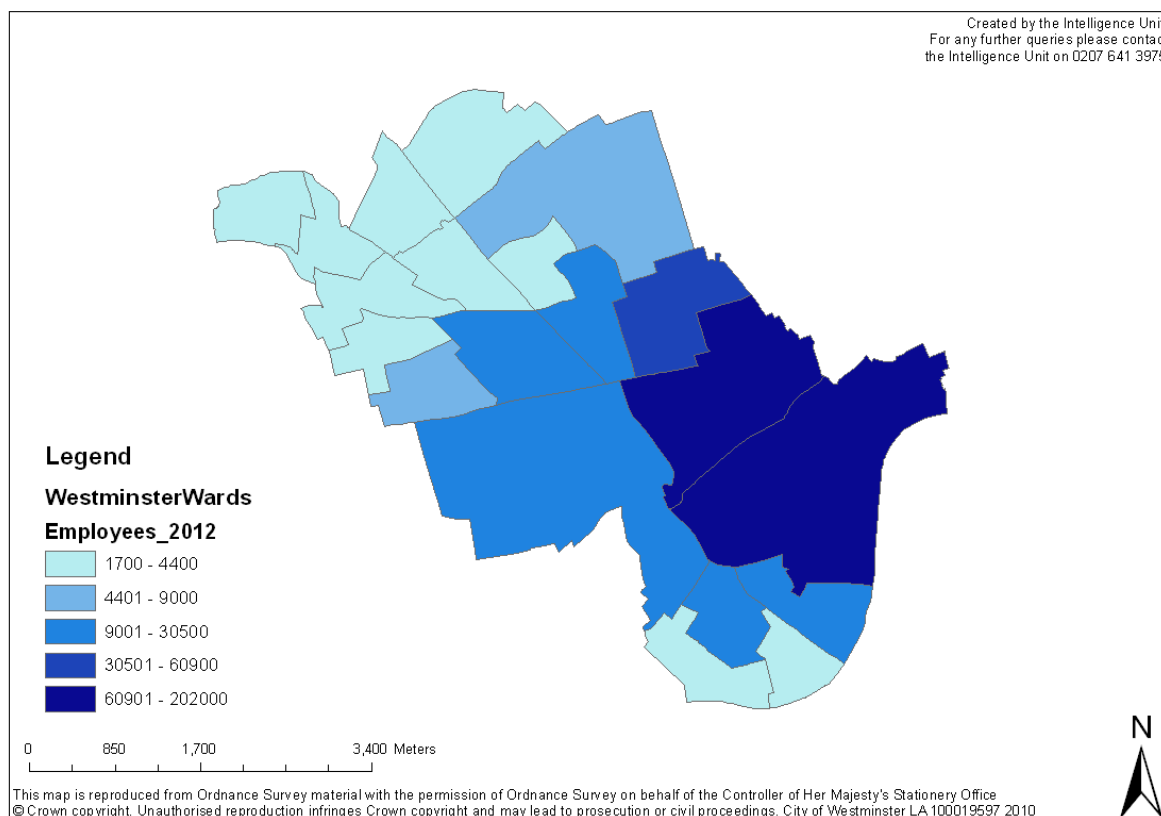 Created by the Intelligence Uni
For any further queries please contac
the Intelligence Unit on 0207 641 3975
Legend
WestminsterWards
Employees_2012
1700 - 4400
4401 - 9000
9001 - 30500
30501 - 60900
60901 - 202000
N
0 850 1,700 3,400 Meters
This map is reproduced from Ordnance Survey material with the permission of Ordnance Survey on behalf of the Controller of Her Majesty's Stationery Office
© Crown copyright. Unauthorised reproduction infringes Crown copyright and may lead to prosecution or civil proceedings. City of Westminster LA 100019597 2010